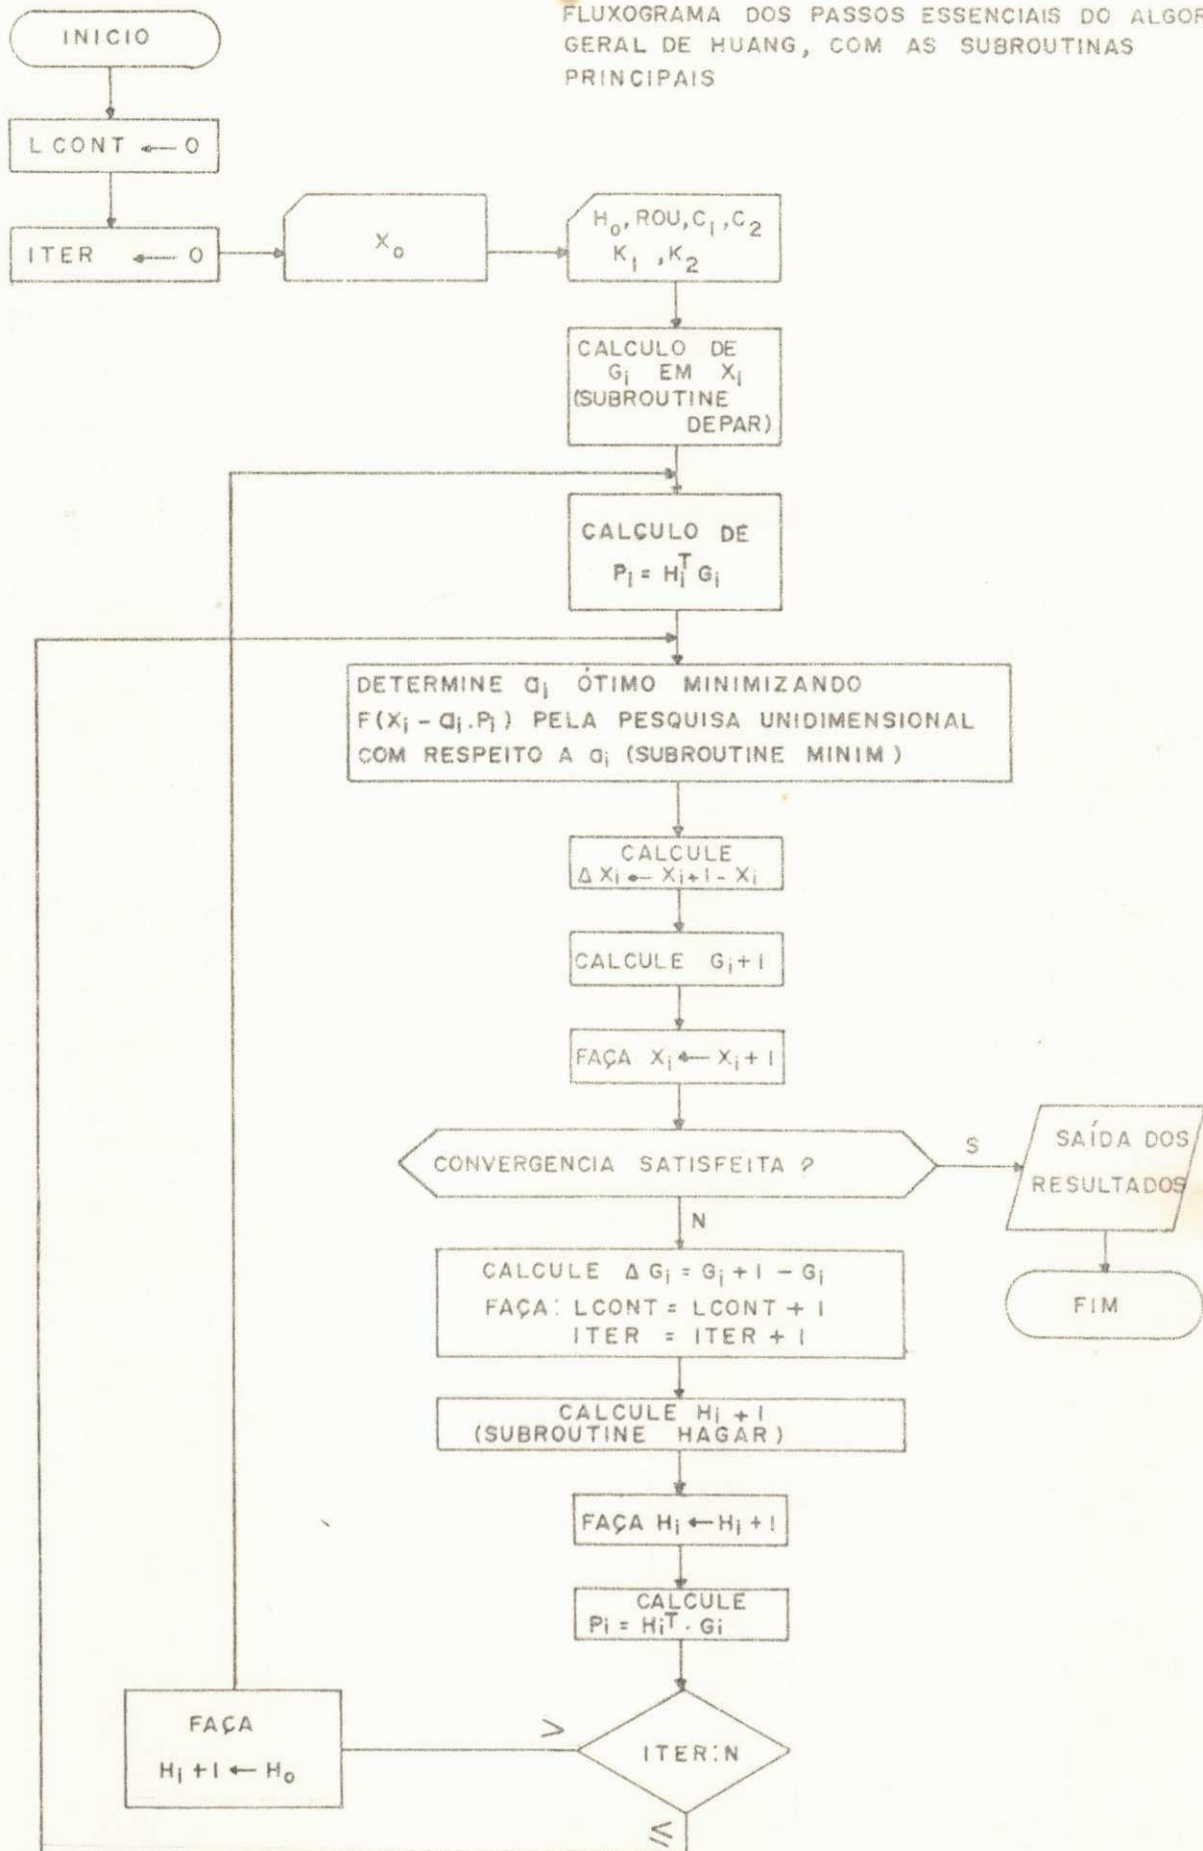 FLUXOGRAMA DOS PASSOS ESSENCIAIS DO ALGOR
GERAL DE HUANG, COM AS SUBROUTINAS
PRINCIPAIS
INICIO
L CONT ← 0
ITER ← 0
X₀
H₀, ROU, C₁, C₂
K₁ , K₂
CALCULO DE
Gᵢ EM Xᵢ
(SUBROUTINE
DEPAR)
CALCULO DE
Pᵢ = Hᵢᵀ Gᵢ
DETERMINE αᵢ ÓTIMO MINIMIZANDO
F(Xᵢ - αᵢ.Pᵢ) PELA PESQUISA UNIDIMENSIONAL
COM RESPEITO A αᵢ (SUBROUTINE MINIM)
CALCULE
Δ Xᵢ ← Xᵢ+1 - Xᵢ
CALCULE Gᵢ+1
FAÇA Xᵢ ← Xᵢ+1
CONVERGENCIA SATISFEITA ?
S
SAÍDA DOS
RESULTADOS
FIM
N
CALCULE Δ Gᵢ = Gᵢ+1 - Gᵢ
FAÇA: LCONT = LCONT + 1
ITER = ITER + 1
CALCULE Hᵢ+1
(SUBROUTINE HAGAR)
FAÇA Hᵢ ← Hᵢ+1
CALCULE
Pᵢ = Hᵢᵀ . Gᵢ
ITER:N
>
≤
FAÇA
Hᵢ+1 ← H₀